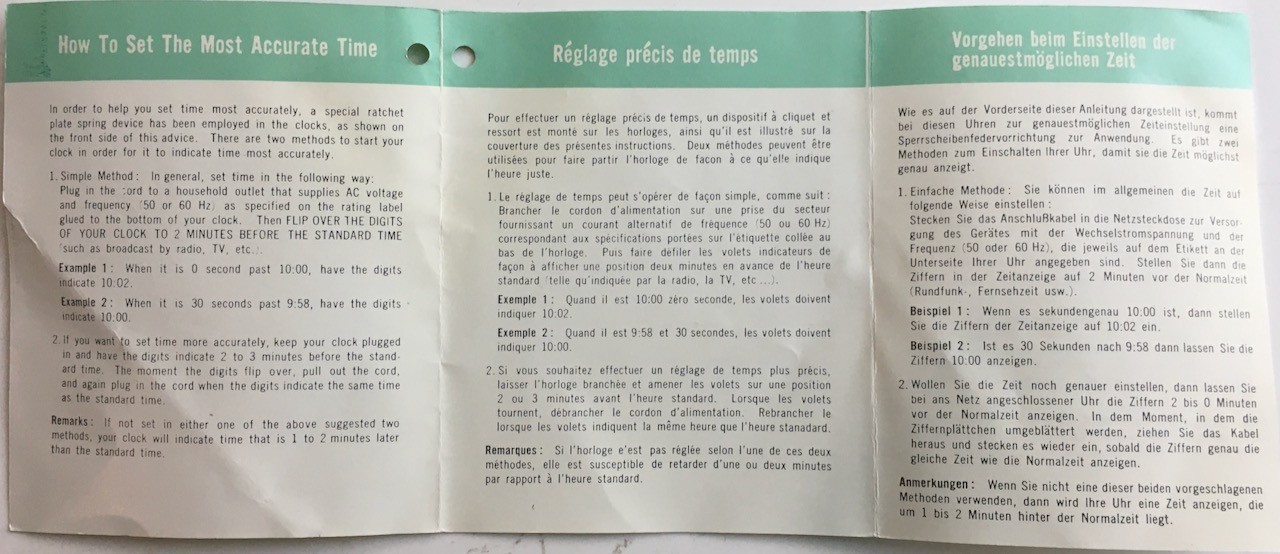 How To Set The Most Accurate Time
In order to help you set time most accurately, a special ratchet
plate spring device has been employed in the clocks, as shown on
the front side of this advice. There are two methods to start your
clock in order for it to indicate time most accurately.
1. Simple Method : In general, set time in the following way:
Plug in the cord to a household outlet that supplies AC voltage
and frequency (50 or 60 Hz) as specified on the rating label
glued to the bottom of your clock. Then FLIP OVER THE DIGITS
OF YOUR CLOCK TO 2 MINUTES BEFORE THE STANDARD TIME
(such as broadcast by radio, TV, etc.).
Example 1 : When it is 0 second past 10:00, have the digits
indicate 10:02.
Example 2 : When it is 30 seconds past 9:58, have the digits
indicate 10:00.
2. If you want to set time more accurately, keep your clock plugged
in and have the digits indicate 2 to 3 minutes before the stand-
ard time. The moment the digits flip over, pull out the cord,
and again plug in the cord when the digits indicate the same time
as the standard time.
Remarks : If not set in either one of the above suggested two
methods, your clock will indicate time that is 1 to 2 minutes later
than the standard time.
Réglage précis de temps
Pour effectuer un réglage précis de temps, un dispositif à cliquet et
ressort est monté sur les horloges, ainsi qu'il est illustré sur la
couverture des présentes instructions. Deux méthodes peuvent être
utilisées pour faire partir l'horloge de facon à ce qu'elle indique
l'heure juste.
1. Le réglage de temps peut s'opérer de façon simple, comme suit :
Brancher le cordon d'alimentation sur une prise du secteur
fournissant un courant alternatif de fréquence (50 ou 60 Hz)
correspondant aux spécifications portées sur l'étiquette collée au
bas de l'horloge. Puis faire défiler les volets indicateurs de
façon à afficher une position deux minutes en avance de l'heure
standard (telle qu'indiquée par la radio, la TV, etc ...).
Exemple 1 : Quand il est 10:00 zéro seconde, les volets doivent
indiquer 10:02.
Exemple 2 : Quand il est 9:58 et 30 secondes, les volets doivent
indiquer 10:00.
2. Si vous souhaitez effectuer un réglage de temps plus précis,
laisser l'horloge branchée et amener les volets sur une position
2 ou 3 minutes avant l'heure standard. Lorsque les volets
tournent, débrancher le cordon d'alimentation. Rebrancher le
lorsque les volets indiquent la même heure que l'heure stanadard.
Remarques : Si l'horloge e'est pas réglée selon l'une de ces deux
méthodes, elle est susceptible de retarder d'une ou deux minutes
par rapport à l'heure standard.
Vorgehen beim Einstellen der
genauestmöglichen Zeit
Wie es auf der Vorderseite dieser Anleitung dargestellt ist, kommt
bei diesen Uhren zur genauestmöglichen Zeiteinstellung eine
Sperrscheibenfedervorrichtung zur Anwendung. Es gibt zwei
Methoden zum Einschalten Ihrer Uhr, damit sie die Zeit möglichst
genau anzeigt.
1. Einfache Methode : Sie können im allgemeinen die Zeit auf
folgende Weise einstellen :
Stecken Sie das Anschlußkabel in die Netzsteckdose zur Versor-
gung des Gerätes mit der Wechselstromspannung und der
Frequenz (50 oder 60 Hz), die jeweils auf dem Etikett an der
Unterseite Ihrer Uhr angegeben sind. Stellen Sie dann die
Ziffern in der Zeitanzeige auf 2 Minuten vor der Normalzeit
(Rundfunk-, Fernsehzeit usw.).
Beispiel 1 : Wenn es sekundengenau 10:00 ist, dann stellen
Sie die Ziffern der Zeitanzeige auf 10:02 ein.
Beispiel 2 : Ist es 30 Sekunden nach 9:58 dann lassen Sie die
Ziffern 10:00 anzeigen.
2. Wollen Sie die Zeit noch genauer einstellen, dann lassen Sie
bei ans Netz angeschlossener Uhr die Ziffern 2 bis 0 Minuten
vor der Normalzeit anzeigen. In dem Moment, in dem die
Ziffernplättchen umgeblättert werden, ziehen Sie das Kabel
heraus und stecken es wieder ein, sobald die Ziffern genau die
gleiche Zeit wie die Normalzeit anzeigen.
Anmerkungen : Wenn Sie nicht eine dieser beiden vorgeschlagenen
Methoden verwenden, dann wird Ihre Uhr eine Zeit anzeigen, die
um 1 bis 2 Minuten hinter der Normalzeit liegt.